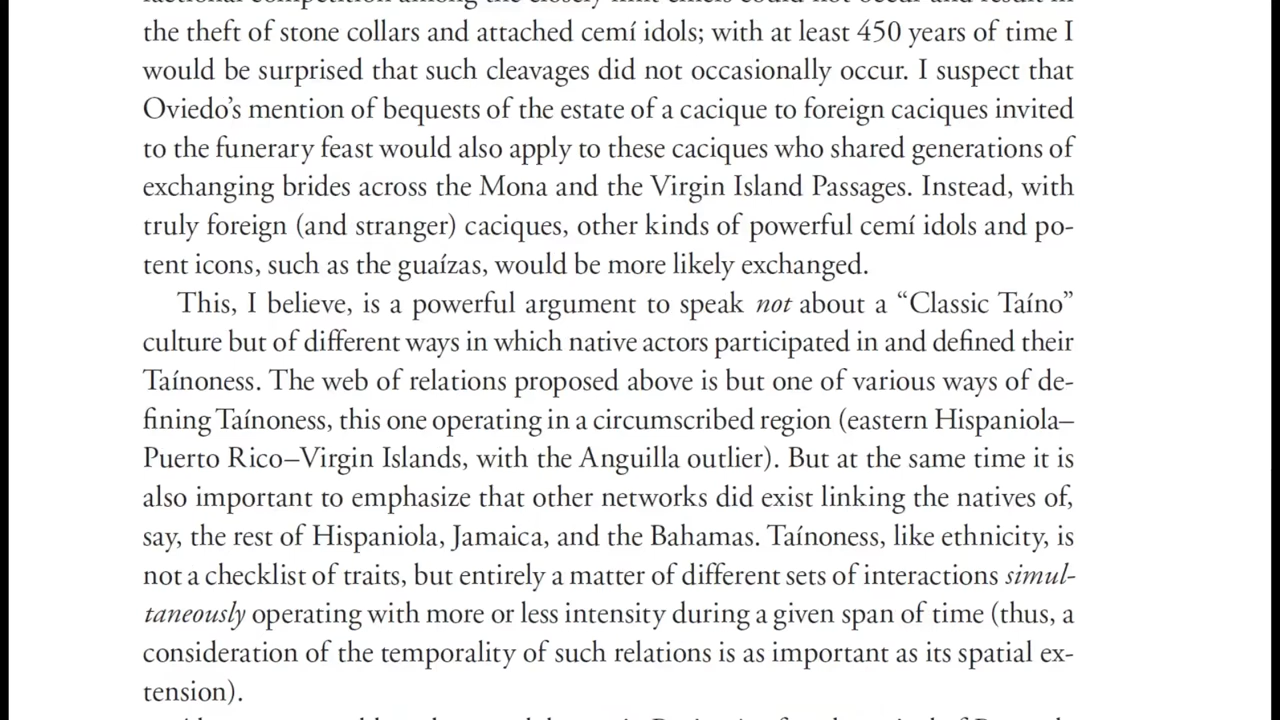 the theft of stone collars and attached cemí idols; with at least 450 years of time I
would be surprised that such cleavages did not occasionally occur. I suspect that
Oviedo’s mention of bequests of the estate of a cacique to foreign caciques invited
to the funerary feast would also apply to these caciques who shared generations of
exchanging brides across the Mona and the Virgin Island Passages. Instead, with
truly foreign (and stranger) caciques, other kinds of powerful cemí idols and po-
tent icons, such as the guaízas, would be more likely exchanged.
This, I believe, is a powerful argument to speak not about a “Classic Taíno”
culture but of different ways in which native actors participated in and defined their
Taínoness. The web of relations proposed above is but one of various ways of de-
fining Taínoness, this one operating in a circumscribed region (eastern Hispaniola–
Puerto Rico–Virgin Islands, with the Anguilla outlier). But at the same time it is
also important to emphasize that other networks did exist linking the natives of,
say, the rest of Hispaniola, Jamaica, and the Bahamas. Taínoness, like ethnicity, is
not a checklist of traits, but entirely a matter of different sets of interactions simul-
taneously operating with more or less intensity during a given span of time (thus, a
consideration of the temporality of such relations is as important as its spatial ex-
tension).